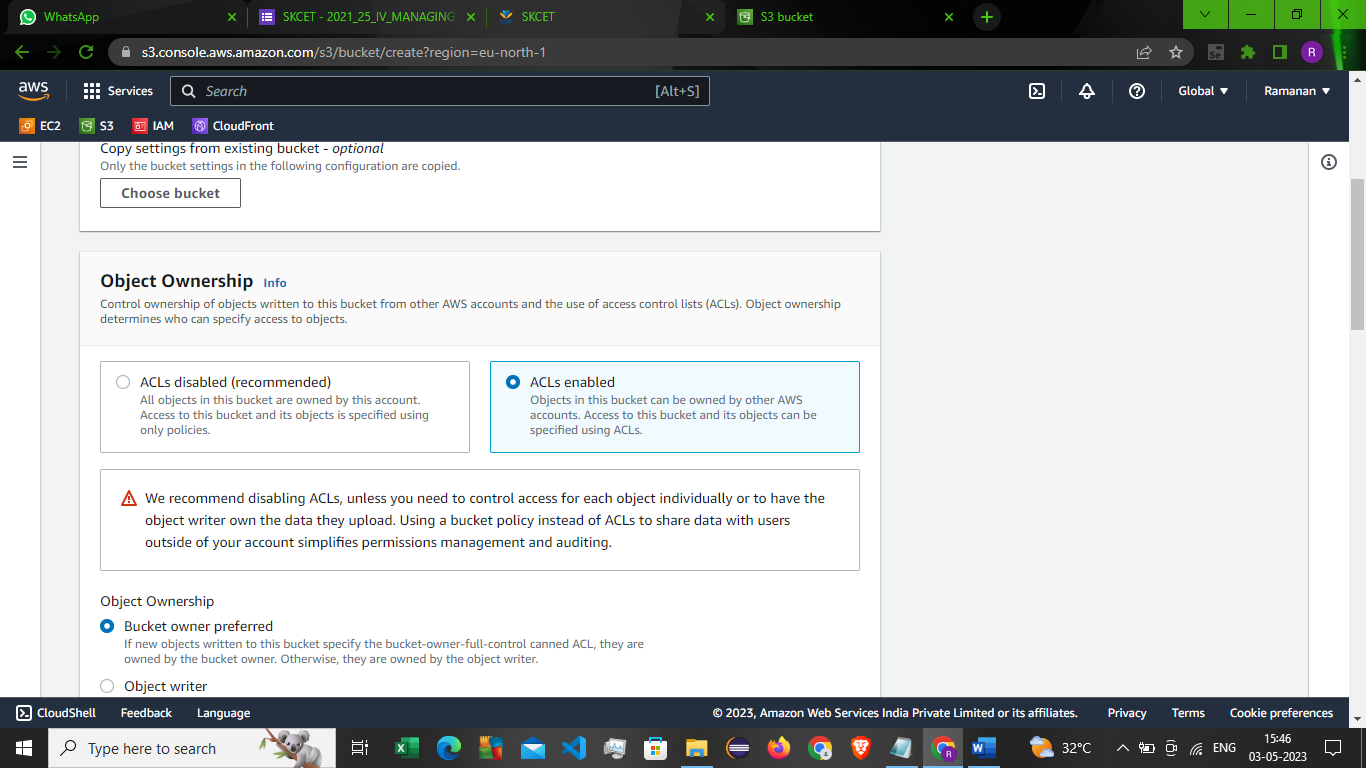 WhatsApp
SKCET - 2021_25_IV_MANAGING
SKCET
S3 bucket
s3.console.aws.amazon.com/s3/bucket/create?region=eu-north-1
Se
R
aws
Services
Search
[Alt+S]
Global
Ramanan
EC2
S3
IAM
CloudFront
Copy settings from existing bucket - optional
Only the bucket settings in the following configuration are copied.
Choose bucket
Object Ownership Info
Control ownership of objects written to this bucket from other AWS accounts and the use of access control lists (ACLs). Object ownership
determines who can specify access to objects.
ACLs disabled (recommended)
All objects in this bucket are owned by this account.
Access to this bucket and its objects is specified using
only policies.
ACLs enabled
Objects in this bucket can be owned by other AWS
accounts. Access to this bucket and its objects can be
specified using ACLs.
We recommend disabling ACLs, unless you need to control access for each object individually or to have the
object writer own the data they upload. Using a bucket policy instead of ACLs to share data with users
outside of your account simplifies permissions management and auditing.
Object Ownership
Bucket owner preferred
If new objects written to this bucket specify the bucket-owner-full-control canned ACL, they are
owned by the bucket owner. Otherwise, they are owned by the object writer.
Object writer
CloudShell
Feedback
Language
© 2023, Amazon Web Services India Private Limited or its affiliates.
Privacy
Terms
Cookie preferences
Type here to search
32°C
ENG
15:46
03-05-2023